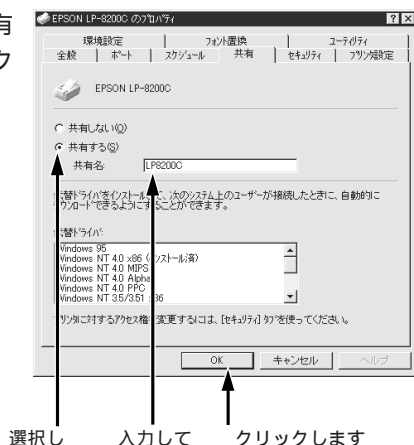 有
ク
EPSON LP-8200C のプロパティ
環境設定 フォント置換 ユーティリティ
全般 ポート スケジュール 共有 セキュリティ プリンタ設定
EPSON LP-8200C
共有しない(O)
共有する(S)
共有名: LP8200C
代替ドライバをインストールして、次のシステム上のユーザーが接続したときに、自動的に
ダウンロードできるようにすることができます。
代替ドライバ:
Windows 95
Windows NT 4.0 x86 (インストール済)
Windows NT 4.0 MIPS
Windows NT 4.0 Alpha
Windows NT 4.0 PPC
Windows NT 3.5/3.51 x86
プリンタに対するアクセス権を変更するには、[セキュリティ] タブを使ってください。
OK キャンセル ヘルプ
選択し 入力して クリックします